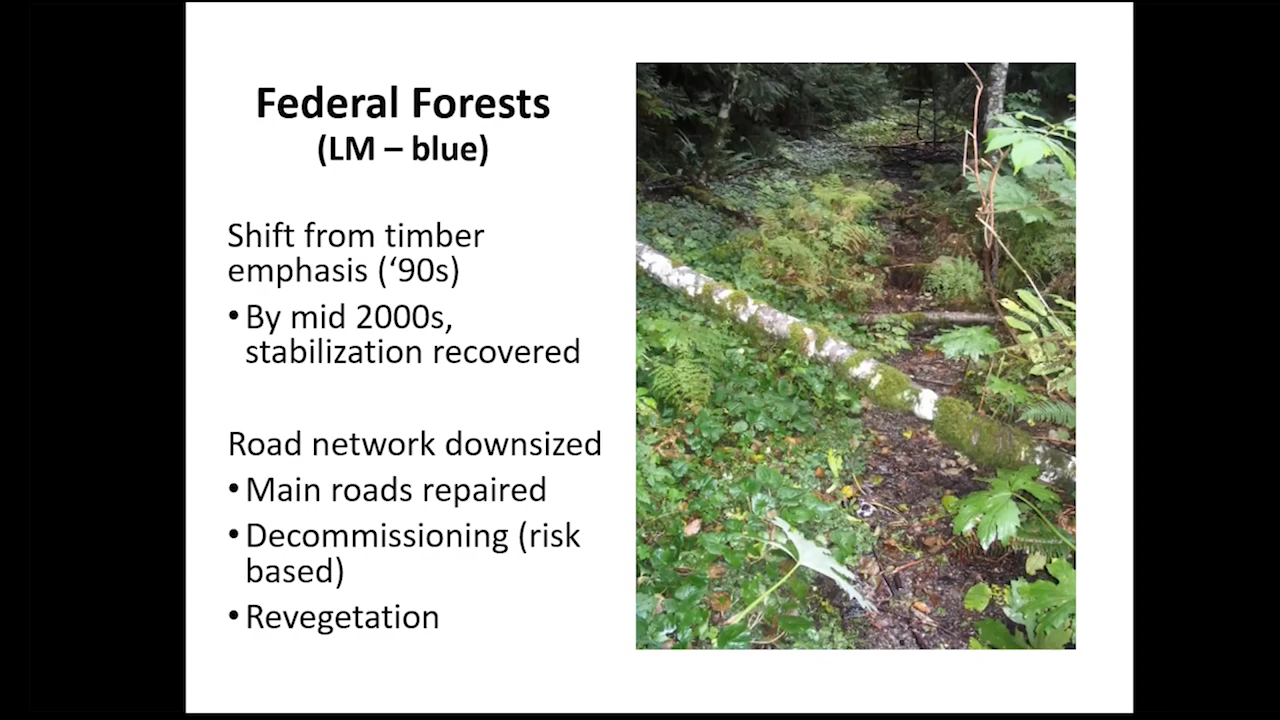 Federal Forests
(LM – blue)
Shift from timber
emphasis (‘90s)
• By mid 2000s,
stabilization recovered
Road network downsized
• Main roads repaired
• Decommissioning (risk
based)
• Revegetation